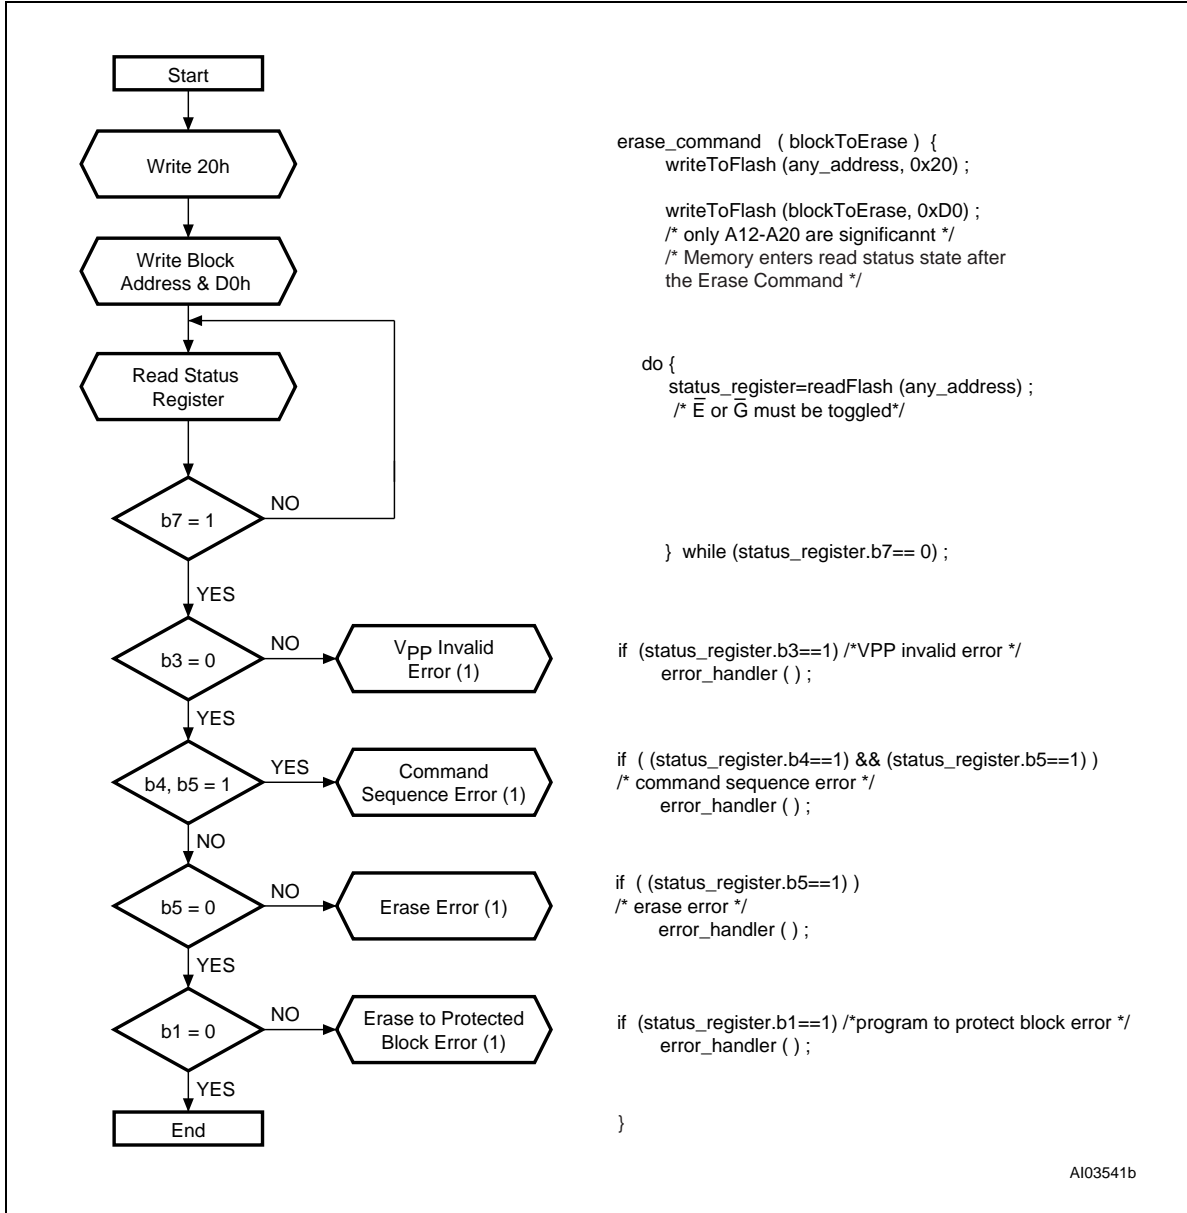 Start
Write 20h
Write Block
Address & D0h
Read Status
Register
b7 = 1
NO
YES
b3 = 0
NO
VPP Invalid
Error (1)
YES
b4, b5 = 1
YES
Command
Sequence Error (1)
NO
b5 = 0
NO
Erase Error (1)
YES
b1 = 0
NO
Erase to Protected
Block Error (1)
YES
End
erase_command ( blockToErase ) {
writeToFlash (any_address, 0x20) ;
writeToFlash (blockToErase, 0xD0) ;
/* only A12-A20 are significannt */
/* Memory enters read status state after
the Erase Command */
do {
status_register=readFlash (any_address) ;
/* E̅ or G̅ must be toggled*/
} while (status_register.b7== 0) ;
if (status_register.b3==1) /*VPP invalid error */
error_handler ( ) ;
if ( (status_register.b4==1) && (status_register.b5==1) )
/* command sequence error */
error_handler ( ) ;
if ( (status_register.b5==1) )
/* erase error */
error_handler ( ) ;
if (status_register.b1==1) /*program to protect block error */
error_handler ( ) ;
}
AI03541b